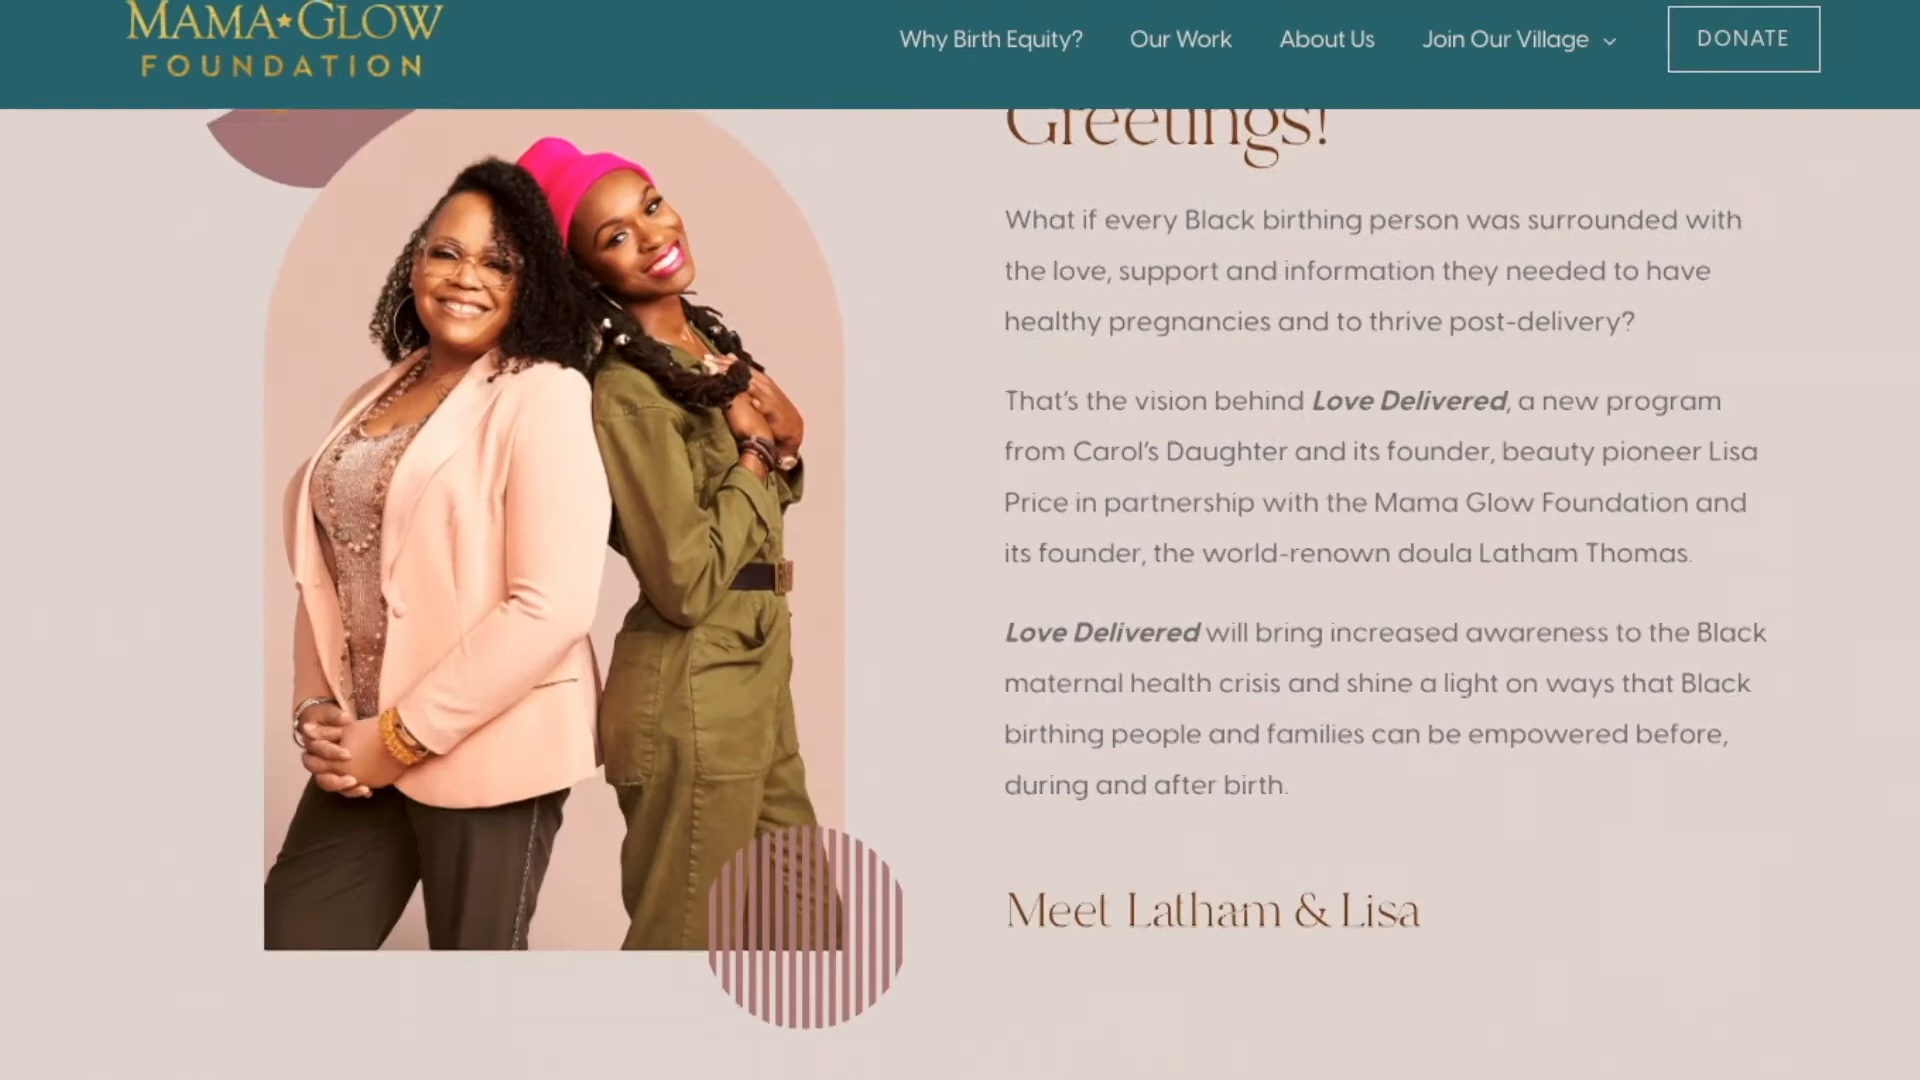 MAMA★GLOW
FOUNDATION
Why Birth Equity?
Our Work
About Us
Join Our Village
DONATE
Greetings!
What if every Black birthing person was surrounded with
the love, support and information they needed to have
healthy pregnancies and to thrive post-delivery?
That's the vision behind Love Delivered, a new program
from Carol's Daughter and its founder, beauty pioneer Lisa
Price in partnership with the Mama Glow Foundation and
its founder, the world-renown doula Latham Thomas.
Love Delivered will bring increased awareness to the Black
maternal health crisis and shine a light on ways that Black
birthing people and families can be empowered before,
during and after birth.
Meet Latham & Lisa